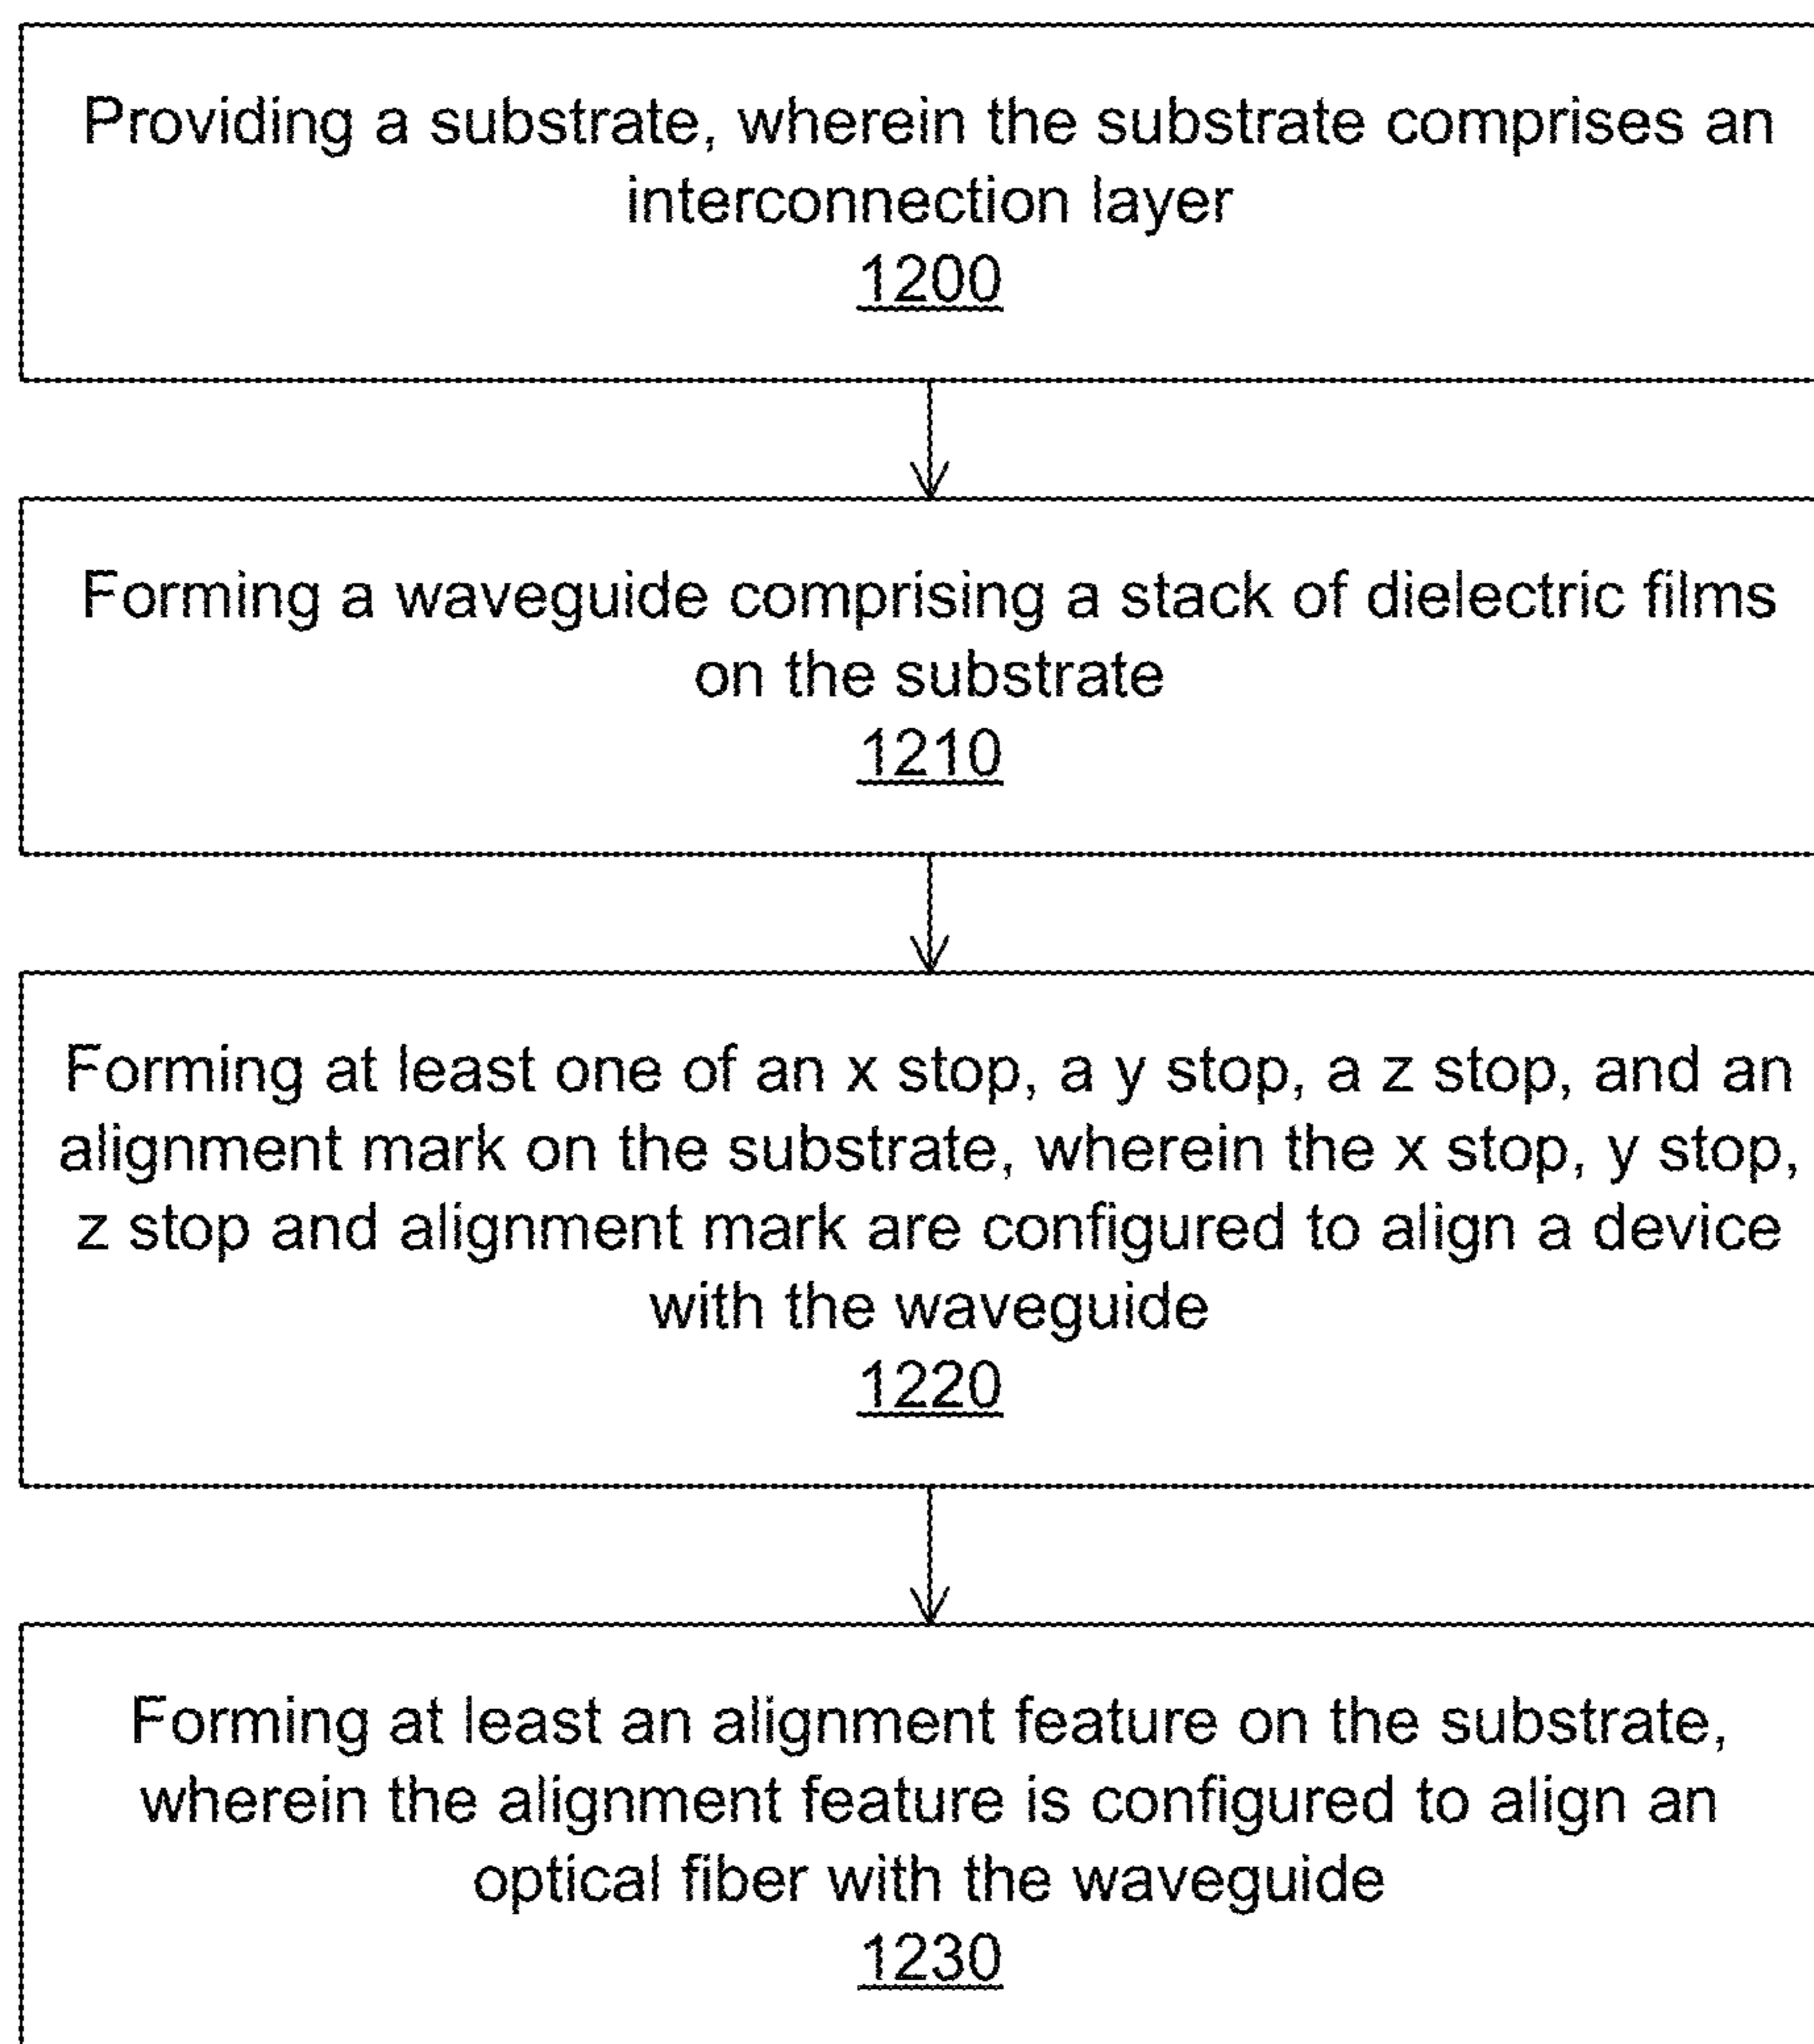 Providing a substrate, wherein the substrate comprises an
interconnection layer
1200
Forming a waveguide comprising a stack of dielectric films
on the substrate
1210
Forming at least one of an x stop, a y stop, a z stop, and an
alignment mark on the substrate, wherein the x stop, y stop,
z stop and alignment mark are configured to align a device
with the waveguide
1220
Forming at least an alignment feature on the substrate,
wherein the alignment feature is configured to align an
optical fiber with the waveguide
1230